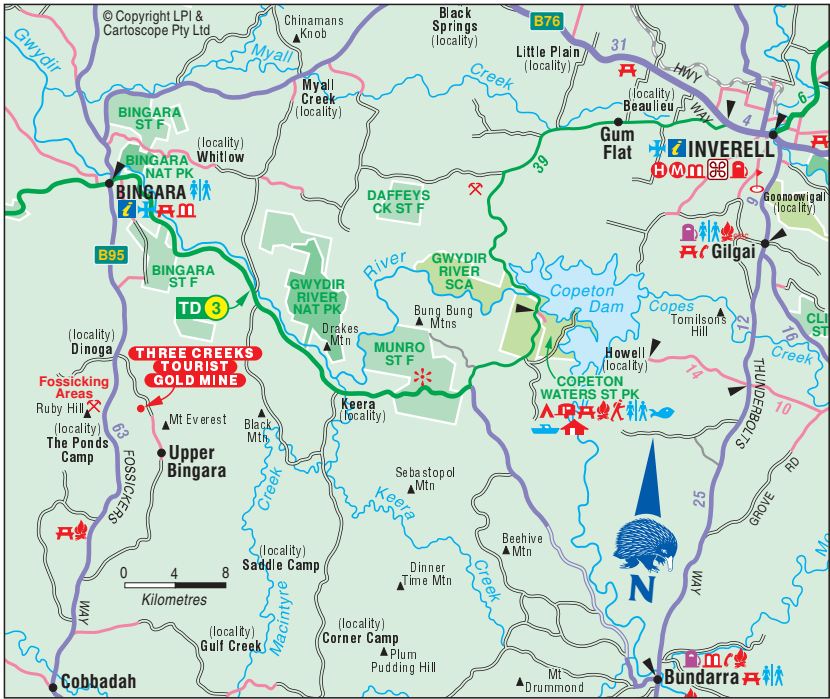 © Copyright LPI &
Cartoscope Pty Ltd
Gwydir
Myall
Chinamans
Knob
Black
Springs
(locality)
B76
Little Plain
(locality)
31
HWY
WAY
Creek
Myall
Creek
(locality)
(locality)
Beaulieu
Gum
Flat
4
6
INVERELL
BINGARA
ST F
BINGARA
NAT PK
(locality)
Whitlow
39
BINGARA
DAFFEYS
CK ST F
9
Goonoowigall
(locality)
Gilgai
B95
BINGARA
ST F
TD 3
GWYDIR
RIVER
NAT PK
River
GWYDIR
RIVER
SCA
Copeton
Dam
Copes
Creek
Tomilsons
Hill
CLI
ST
12
16
Bung Bung
Mtns
Drakes
Mtn
MUNRO
ST F
(locality)
Dinoga
THREE CREEKS
TOURIST
GOLD MINE
Howell
(locality)
14
10
THUNDERBOLTS
WAY
COPETON
WATERS ST PK
Fossicking
Areas
Ruby Hill
(locality)
The Ponds
Camp
63
FOSSICKERS
WAY
Mt Everest
Upper
Bingara
Black
Mtn
Keera
(locality)
Sebastopol
Mtn
Keera
Creek
Creek
Macintyre
25
GROVE RD
Beehive
Mtn
N
(locality)
Saddle Camp
Dinner
Time Mtn
0 4 8
Kilometres
(locality)
Gulf Creek
(locality)
Corner Camp
Plum
Pudding Hill
Mt
Drummond
Bundarra
Cobbadah